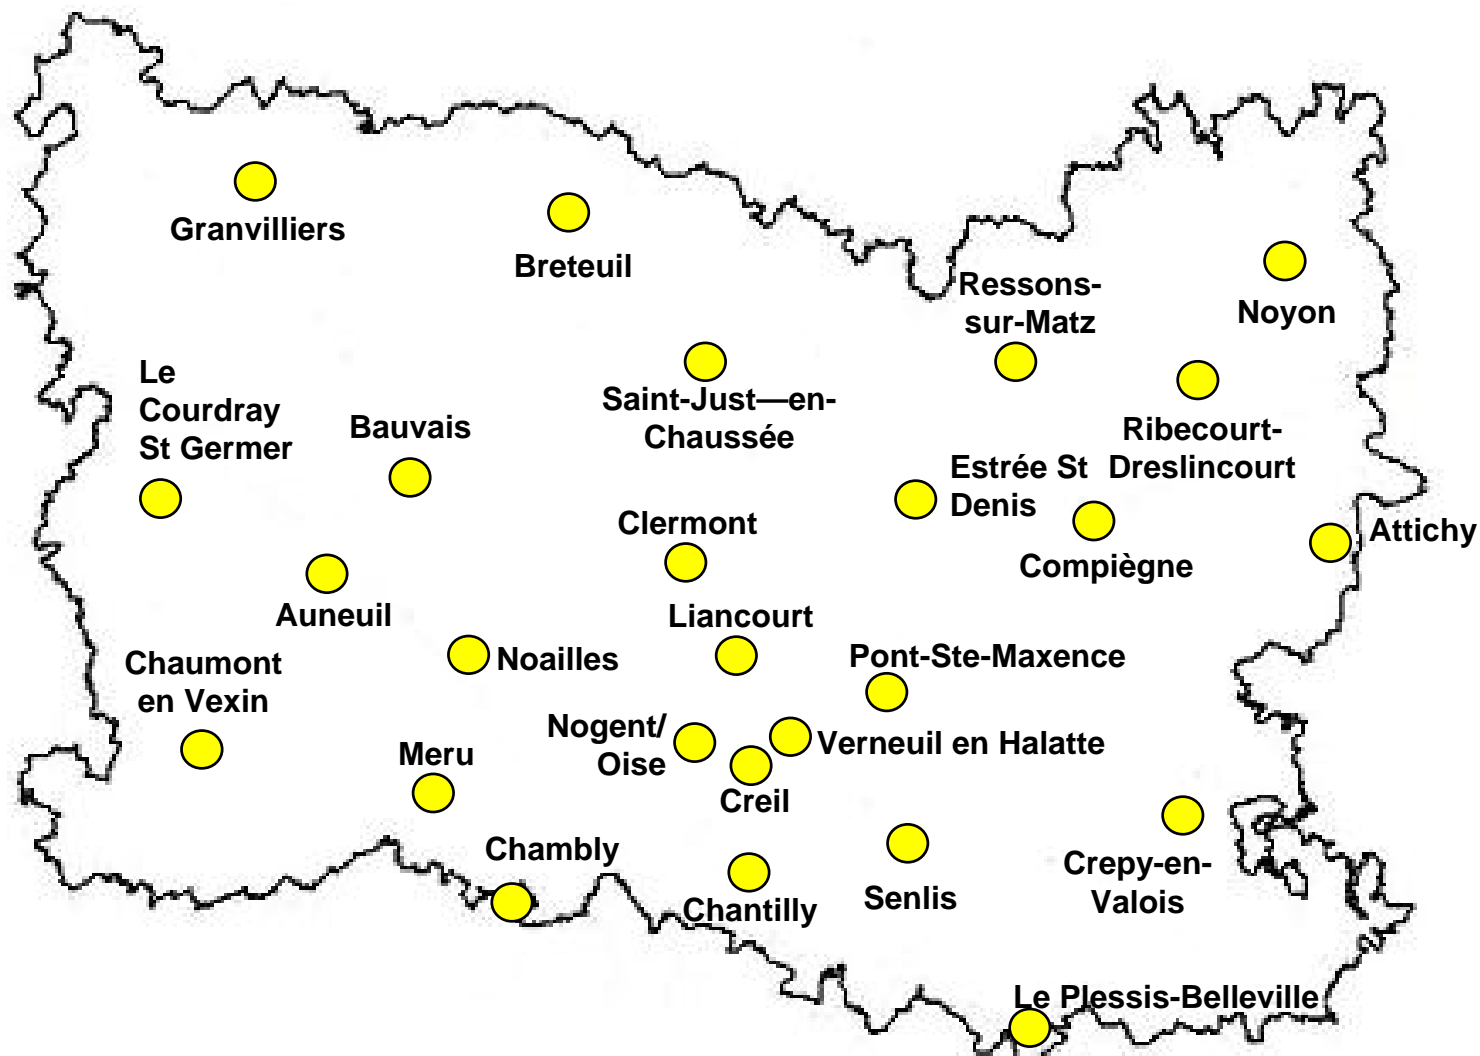 Granvilliers
Breteuil
Ressons-
sur-Matz
Noyon
Le
Courdray
St Germer
Bauvais
Saint-Just—en-
Chaussée
Ribecourt-
Dreslincourt
Estrée St
Denis
Clermont
Compiègne
Attichy
Auneuil
Liancourt
Noailles
Pont-Ste-Maxence
Chaumont
en Vexin
Nogent/
Oise
Verneuil en Halatte
Meru
Creil
Chambly
Chantilly
Senlis
Crepy-en-
Valois
Le Plessis-Belleville